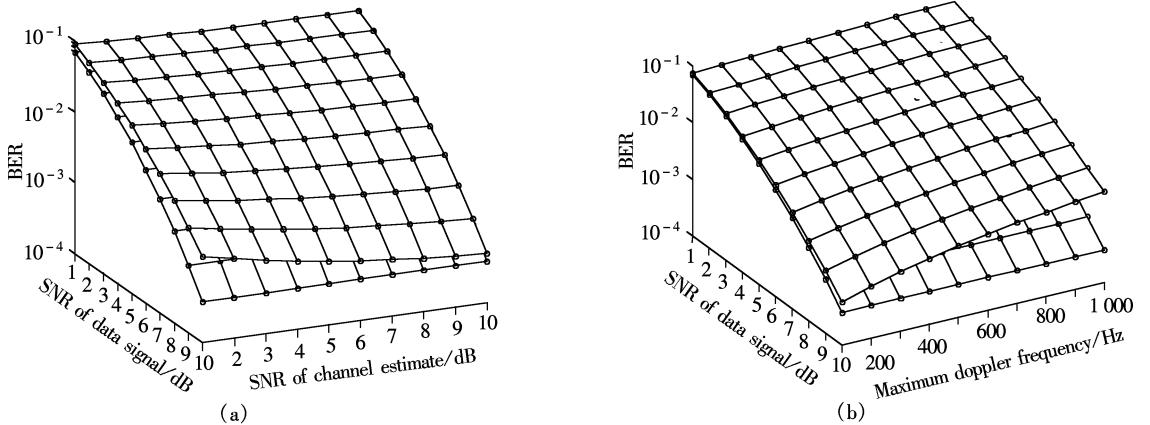 10⁻¹
10⁻²
10⁻³
10⁻⁴
BER
1 2 3 4 5 6 7 8 9 10
SNR of data signal/dB
2 3 4 5 6 7 8 9 10
SNR of channel estimate/dB
(a)
10⁻¹
10⁻²
10⁻³
10⁻⁴
BER
1 2 3 4 5 6 7 8 9 10
SNR of data signal/dB
200 400 600 800 1 000
Maximum doppler frequency/Hz
(b)